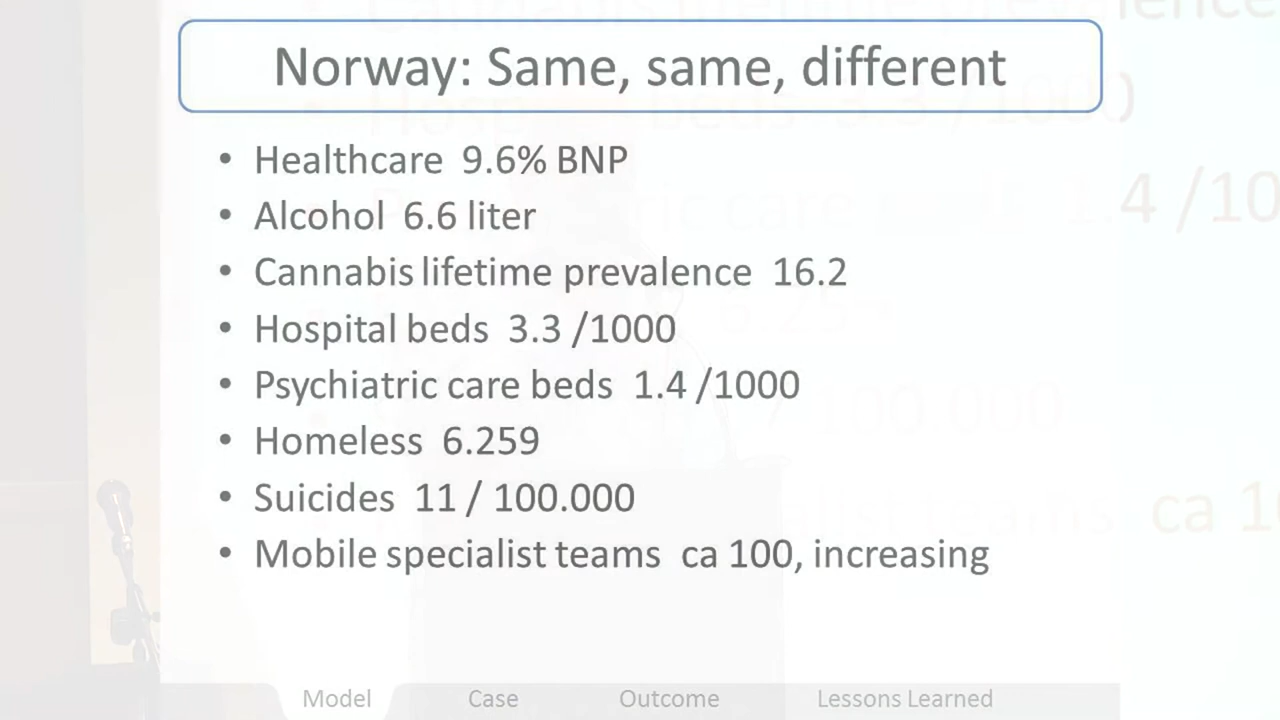 Norway: Same, same, different
• Healthcare 9.6% BNP
• Alcohol 6.6 liter
• Cannabis lifetime prevalence 16.2
• Hospital beds 3.3 /1000
• Psychiatric care beds 1.4 /1000
• Homeless 6.259
• Suicides 11 / 100.000
• Mobile specialist teams ca 100, increasing
Model Case Outcome Lessons Learned